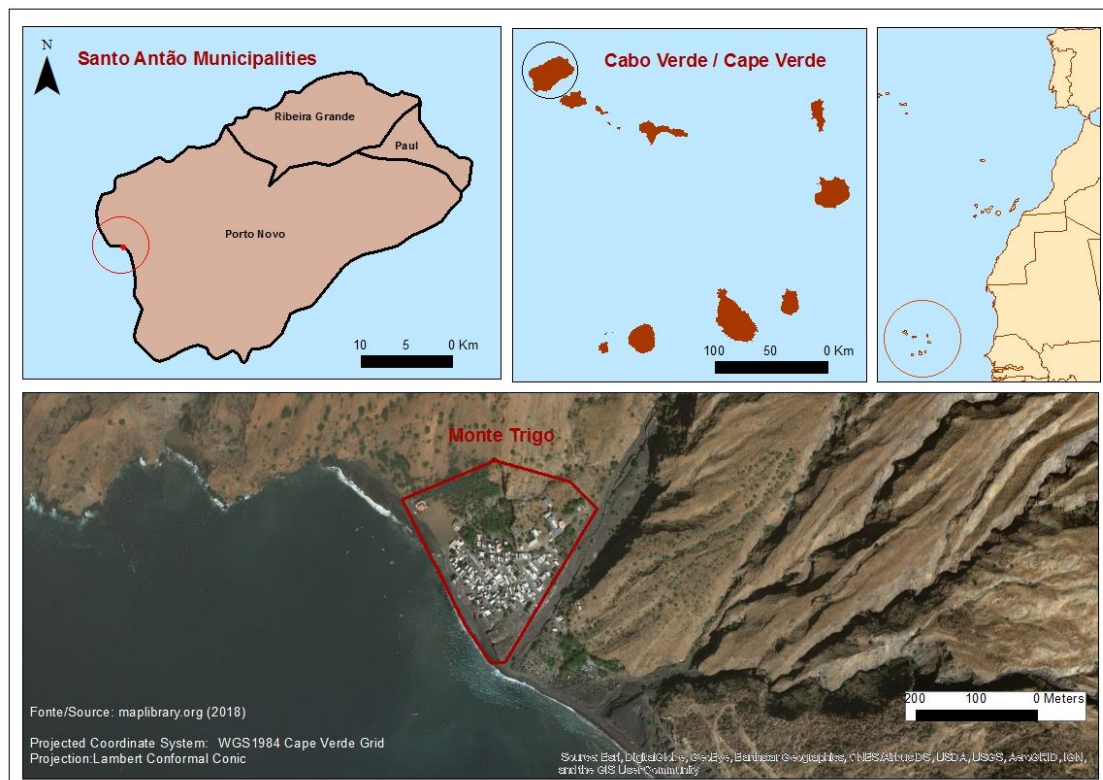 N
Santo Antão Municipalities
Ribeira Grande
Paul
Porto Novo
10 5 0 Km
Cabo Verde / Cape Verde
100 50 0 Km
Monte Trigo
200 100 0 Meters
Fonte/Source: maplibrary.org (2018)
Projected Coordinate System: WGS1984 Cape Verde Grid
Projection:Lambert Conformal Conic
Source: Esri, DigitalGlobe, GeoEye, Earthstar Geographics, CNES/Airbus DS, USDA, USGS, AeroGRID, IGN,
and the GIS User Community